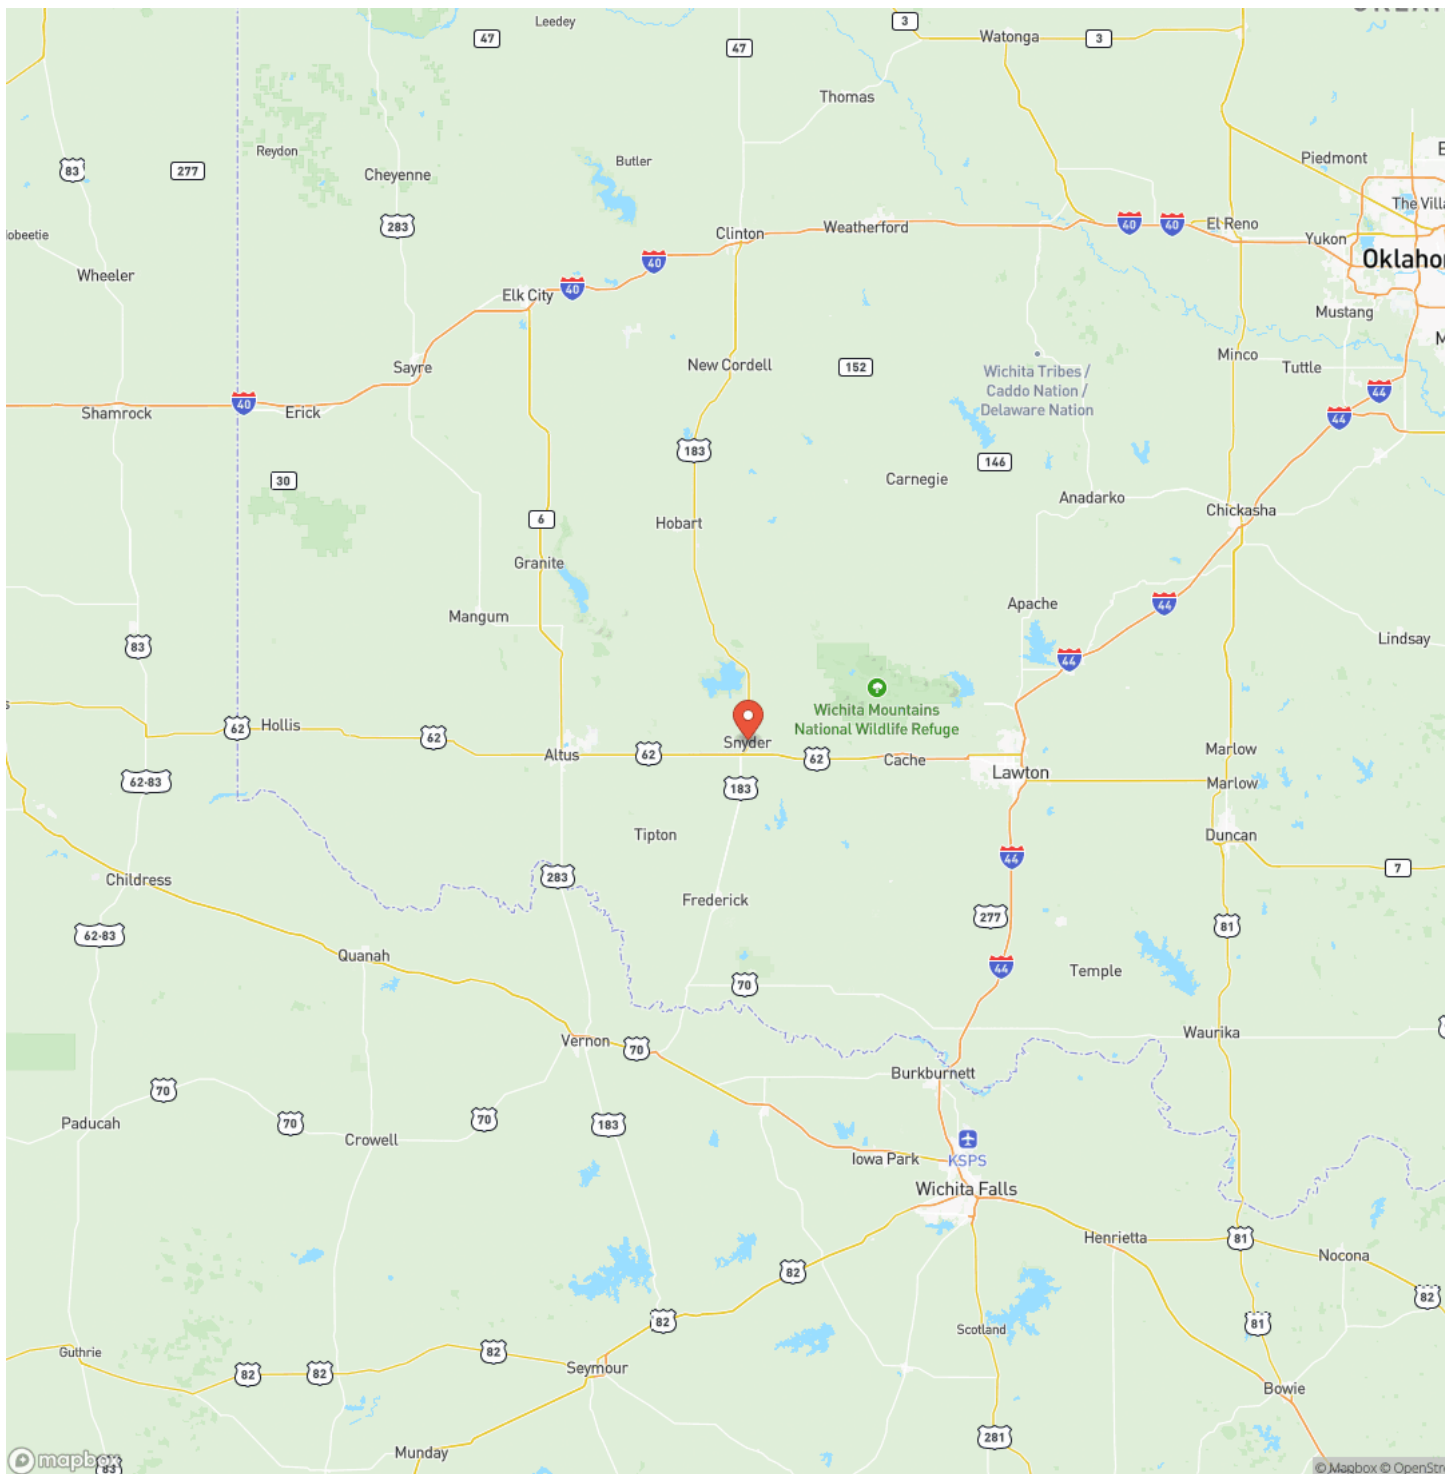 Leedey
47
47
3
Watonga
3
Thomas
83
277
Reydon
Cheyenne
Butler
Piedmont
The Villa
283
Mobeetie
Wheeler
Clinton
Weatherford
40
40
El Reno
Yukon
Oklahom
40
40
Elk City
Mustang
Sayre
New Cordell
152
Wichita Tribes /
Caddo Nation /
Delaware Nation
Minco
Tuttle
44
44
Shamrock
40
Erick
183
146
30
Carnegie
Anadarko
Chickasha
6
Hobart
Granite
Mangum
Apache
44
Lindsay
83
44
Wichita Mountains
National Wildlife Refuge
62
Hollis
62
Altus
62
Snyder
62
Cache
Lawton
Marlow
Marlow
62-83
183
Tipton
Duncan
44
7
Childress
283
Frederick
277
81
62-83
Quanah
44
Temple
70
Waurika
Vernon
70
Burkburnett
70
70
70
183
Paducah
Crowell
Iowa Park
KSPS
Wichita Falls
Henrietta
81
Nocona
82
82
81
82
Scotland
Guthrie
82
82
82
Seymour
Bowie
281
Munday
mapbox
83
© Mapbox © OpenStre